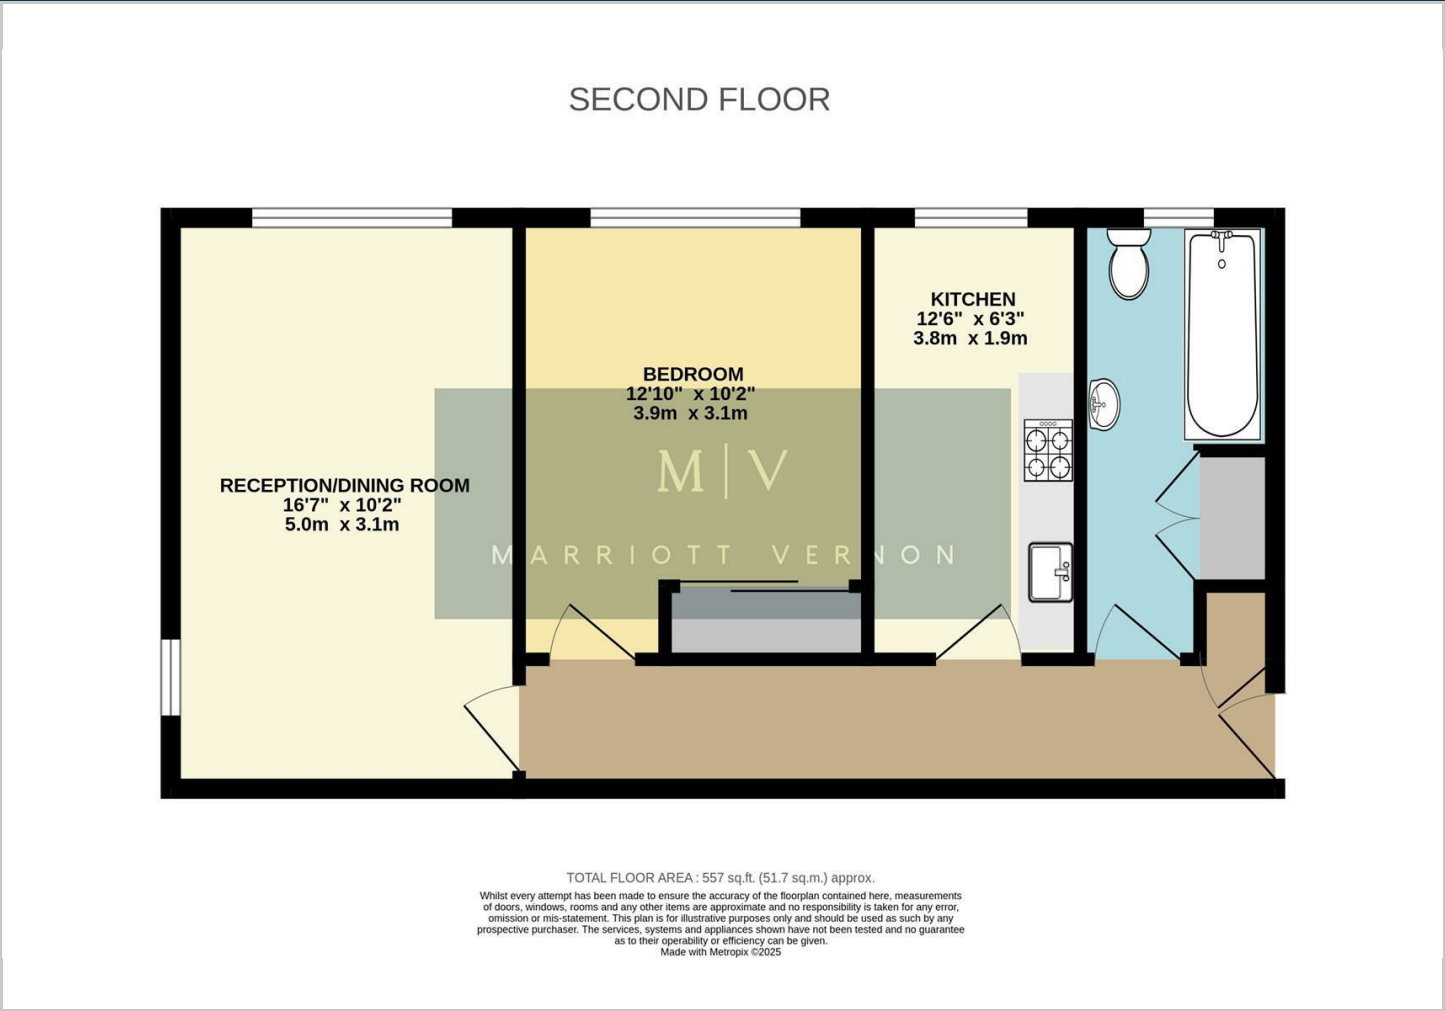 SECOND FLOOR
KITCHEN
12'6" x 6'3"
3.8m x 1.9m
BEDROOM
12'10" x 10'2"
3.9m x 3.1m
M|V
RECEPTION/DINING ROOM
16'7" x 10'2"
5.0m x 3.1m
MARRIOTT VERNON
TOTAL FLOOR AREA : 557 sq.ft. (51.7 sq.m.) approx.
Whilst every attempt has been made to ensure the accuracy of the floorplan contained here, measurements
of doors, windows, rooms and any other items are approximate and no responsibility is taken for any error,
omission or mis-statement. This plan is for illustrative purposes only and should be used as such by any
prospective purchaser. The services, systems and appliances shown have not been tested and no guarantee
as to their operability or efficiency can be given.
Made with Metropix ©2025